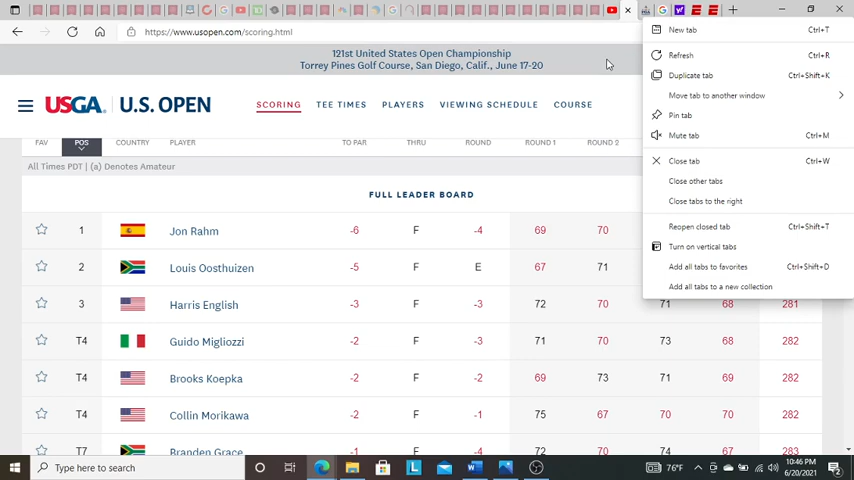 https://www.usopen.com/scoring.html
121st United States Open Championship
Torrey Pines Golf Course, San Diego, Calif., June 17-20
USGA U.S. OPEN
SCORING TEE TIMES PLAYERS VIEWING SCHEDULE COURSE
FAV POS COUNTRY PLAYER TO PAR THRU ROUND ROUND 1 ROUND 2
All Times PDT | (a) Denotes Amateur
FULL LEADER BOARD
1 Jon Rahm -6 F -4 69 70
2 Louis Oosthuizen -5 F E 67 71
3 Harris English -3 F -3 72 70 71 68 281
T4 Guido Migliozzi -2 F -3 71 70 73 68 282
T4 Brooks Koepka -2 F -2 69 73 71 69 282
T4 Collin Morikawa -2 F -1 75 67 70 70 282
T7 Branden Grace -1 F -4 72 70 74 67 283
New tab Ctrl+T
Refresh Ctrl+R
Duplicate tab Ctrl+Shift+K
Move tab to another window
Pin tab
Mute tab Ctrl+M
Close tab Ctrl+W
Close other tabs
Close tabs to the right
Reopen closed tab Ctrl+Shift+T
Turn on vertical tabs
Add all tabs to favorites Ctrl+Shift+D
Add all tabs to a new collection
Type here to search
76°F
10:46 PM
6/20/2021
2